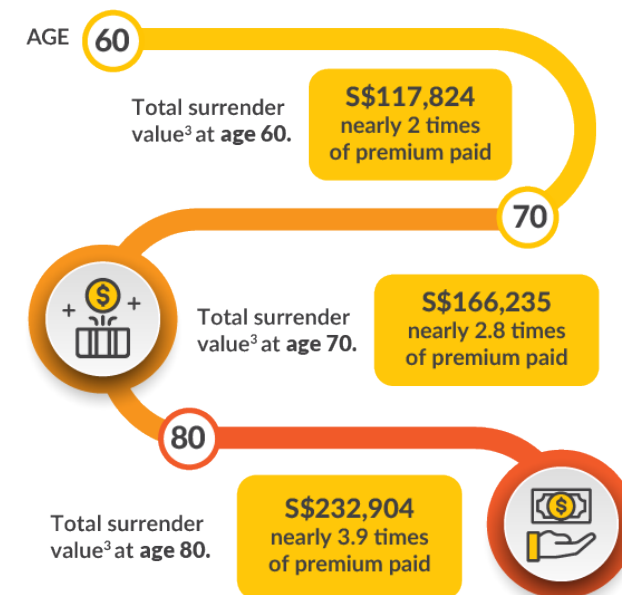 AGE 60
Total surrender
value³ at age 60.
S$117,824
nearly 2 times
of premium paid
70
Total surrender
value³ at age 70.
S$166,235
nearly 2.8 times
of premium paid
80
Total surrender
value³ at age 80.
S$232,904
nearly 3.9 times
of premium paid